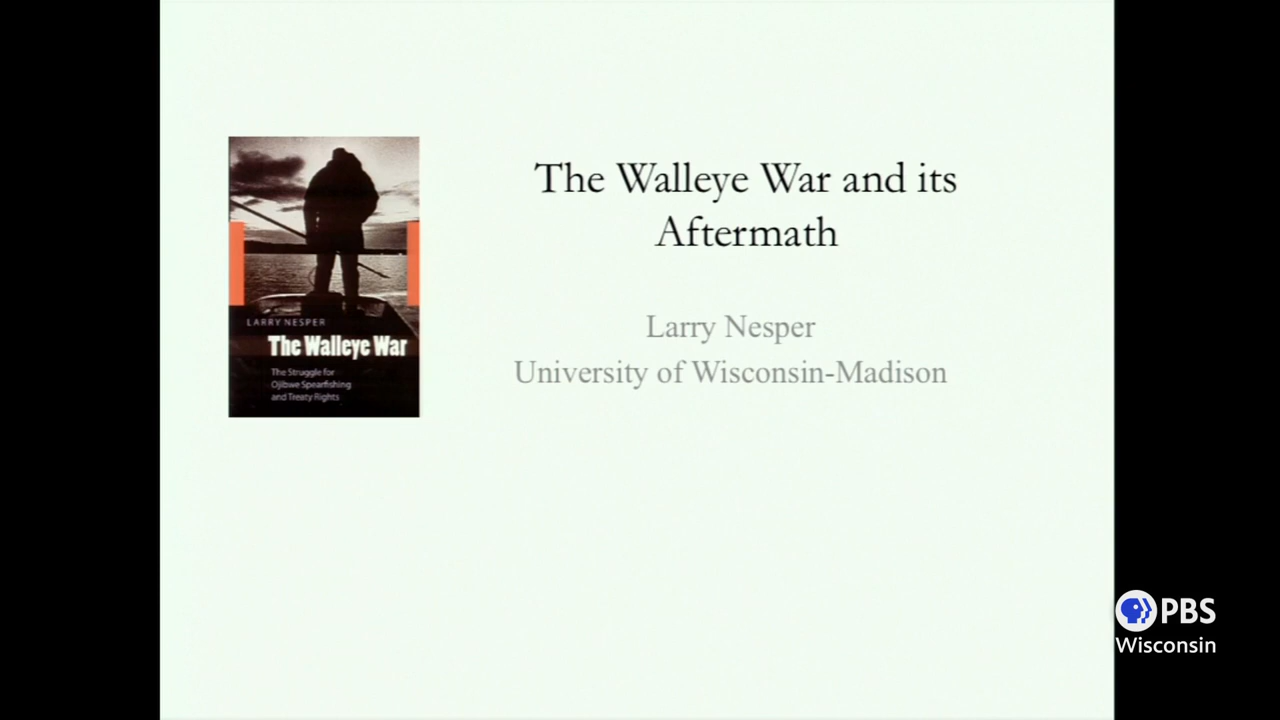 The Walleye War and its
Aftermath
Larry Nesper
University of Wisconsin-Madison
LARRY NESPER
The Walleye War
The Struggle for
Ojibwe Spearfishing
and Treaty Rights
PBS
Wisconsin